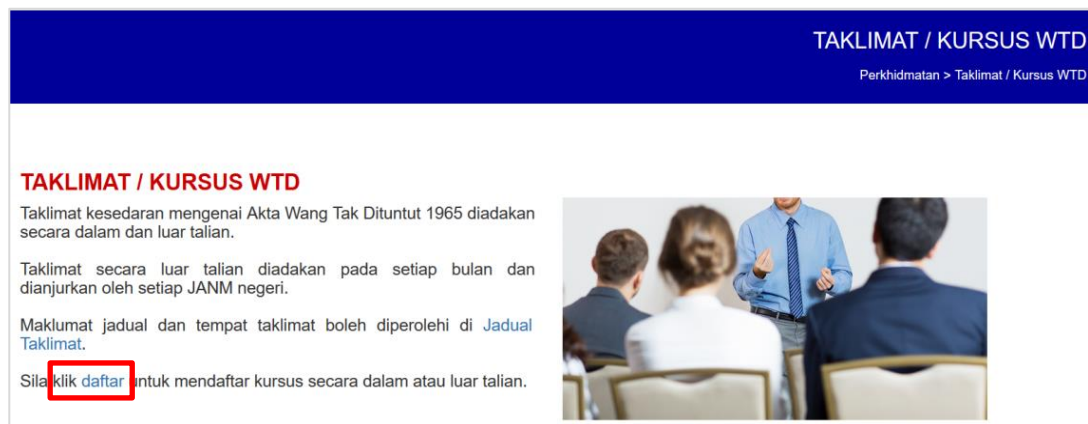 TAKLIMAT / KURSUS WTD
Perkhidmatan > Taklimat / Kursus WTD
TAKLIMAT / KURSUS WTD
Taklimat kesedaran mengenai Akta Wang Tak Dituntut 1965 diadakan
secara dalam dan luar talian.
Taklimat secara luar talian diadakan pada setiap bulan dan
dianjurkan oleh setiap JANM negeri.
Maklumat jadual dan tempat taklimat boleh diperolehi di Jadual
Taklimat.
Sila klik daftar untuk mendaftar kursus secara dalam atau luar talian.